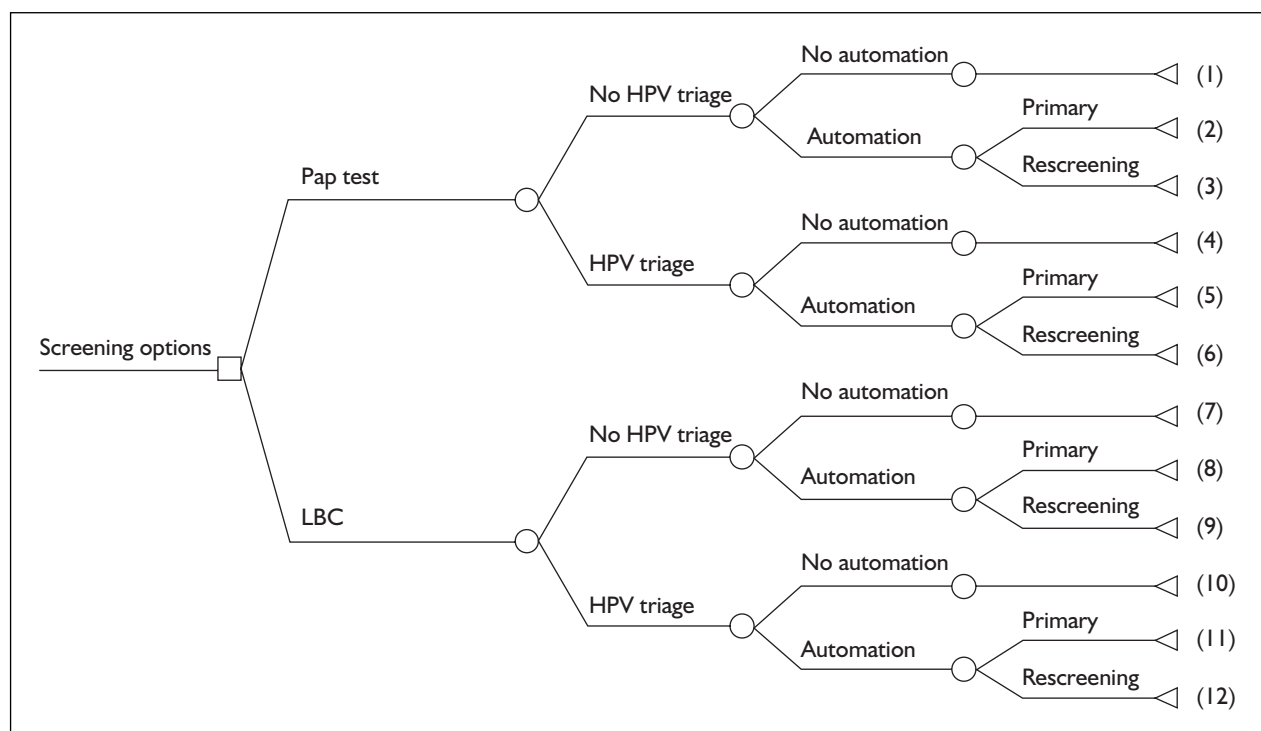 No automation
(1)
No HPV triage
Primary
(2)
Automation
Rescreening
(3)
Pap test
No automation
(4)
HPV triage
Primary
(5)
Automation
Rescreening
(6)
Screening options
No automation
(7)
No HPV triage
Primary
(8)
Automation
Rescreening
(9)
LBC
No automation
(10)
HPV triage
Primary
(11)
Automation
Rescreening
(12)